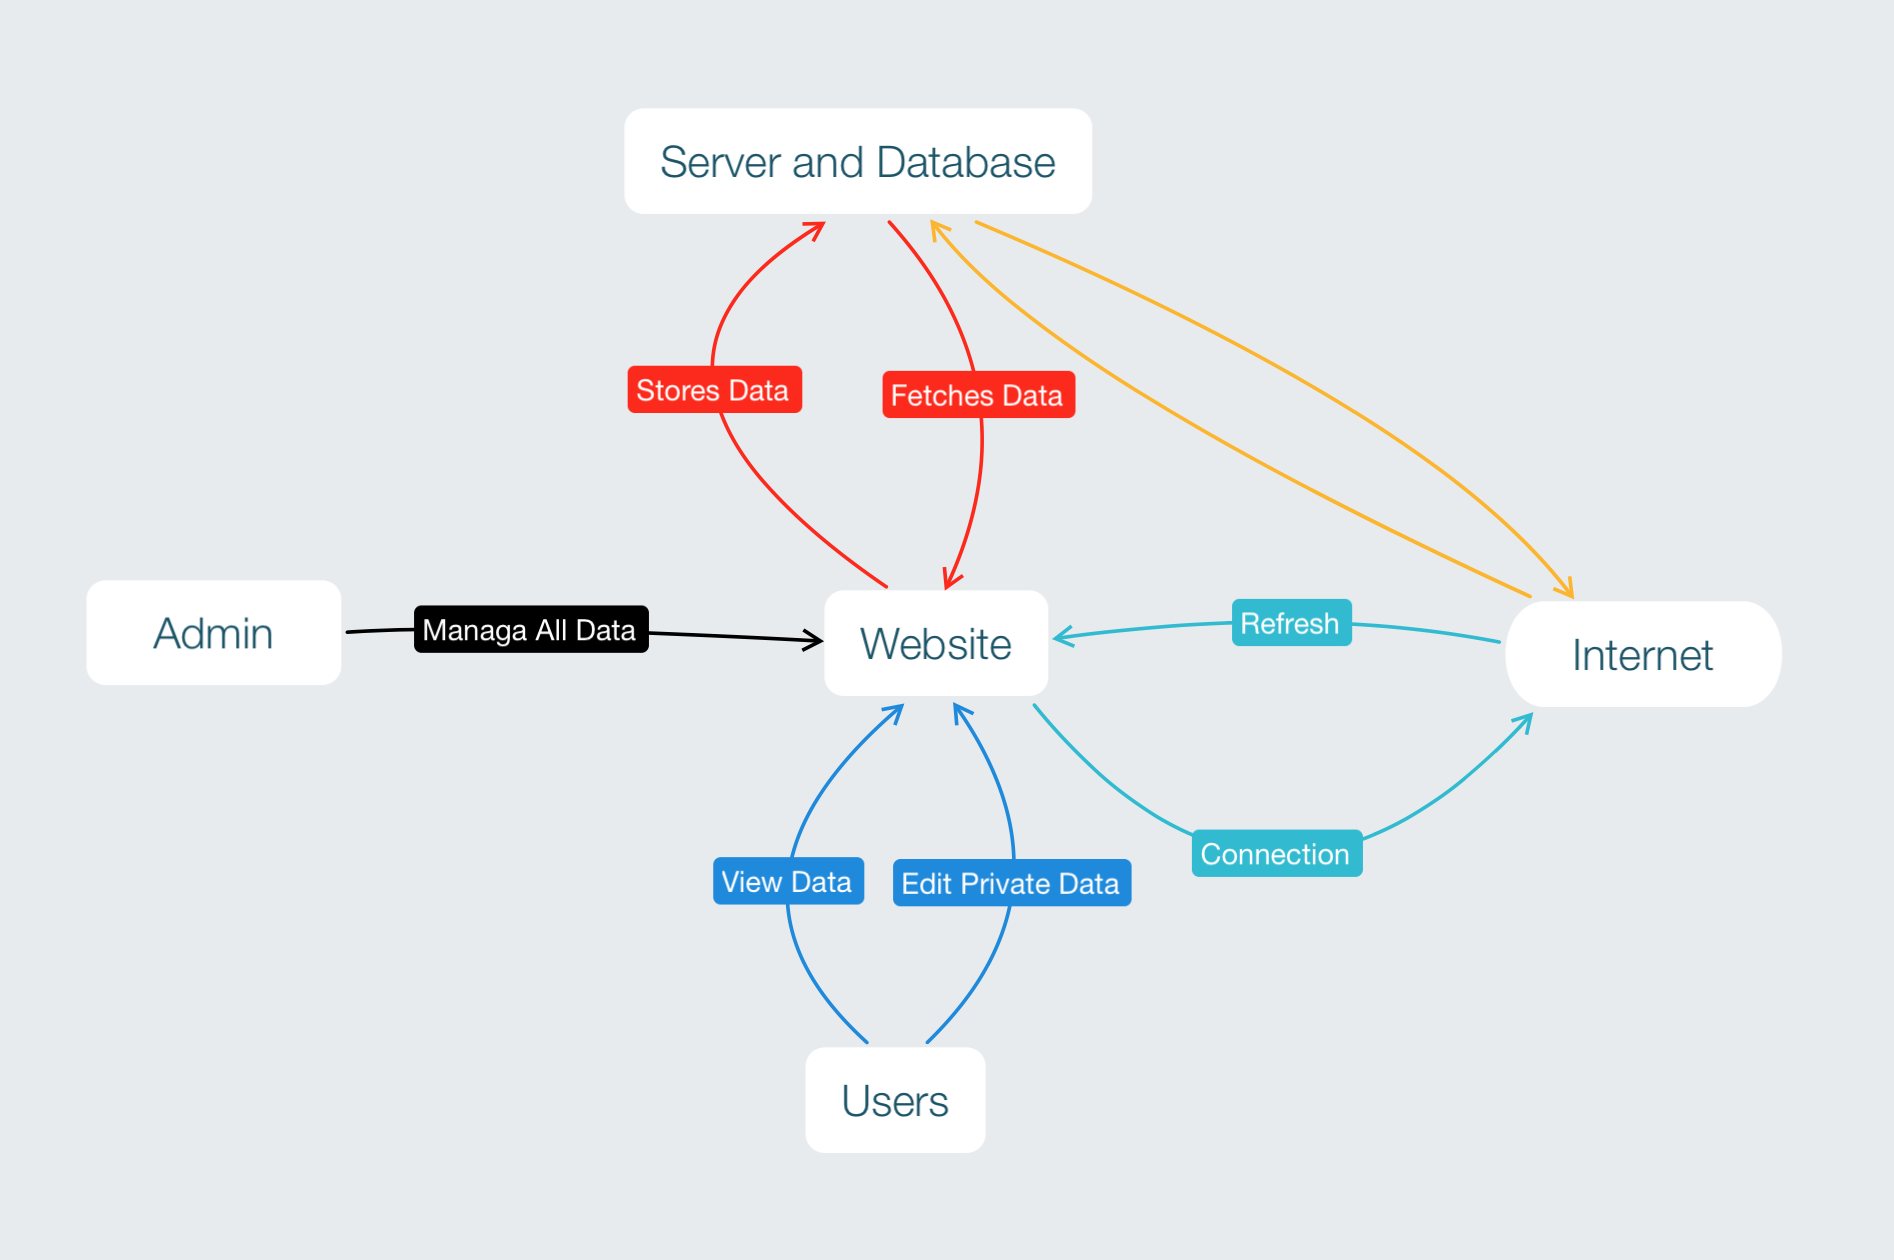 Server and Database
Stores Data
Fetches Data
Admin
Managa All Data
Website
Refresh
Internet
Connection
View Data
Edit Private Data
Users